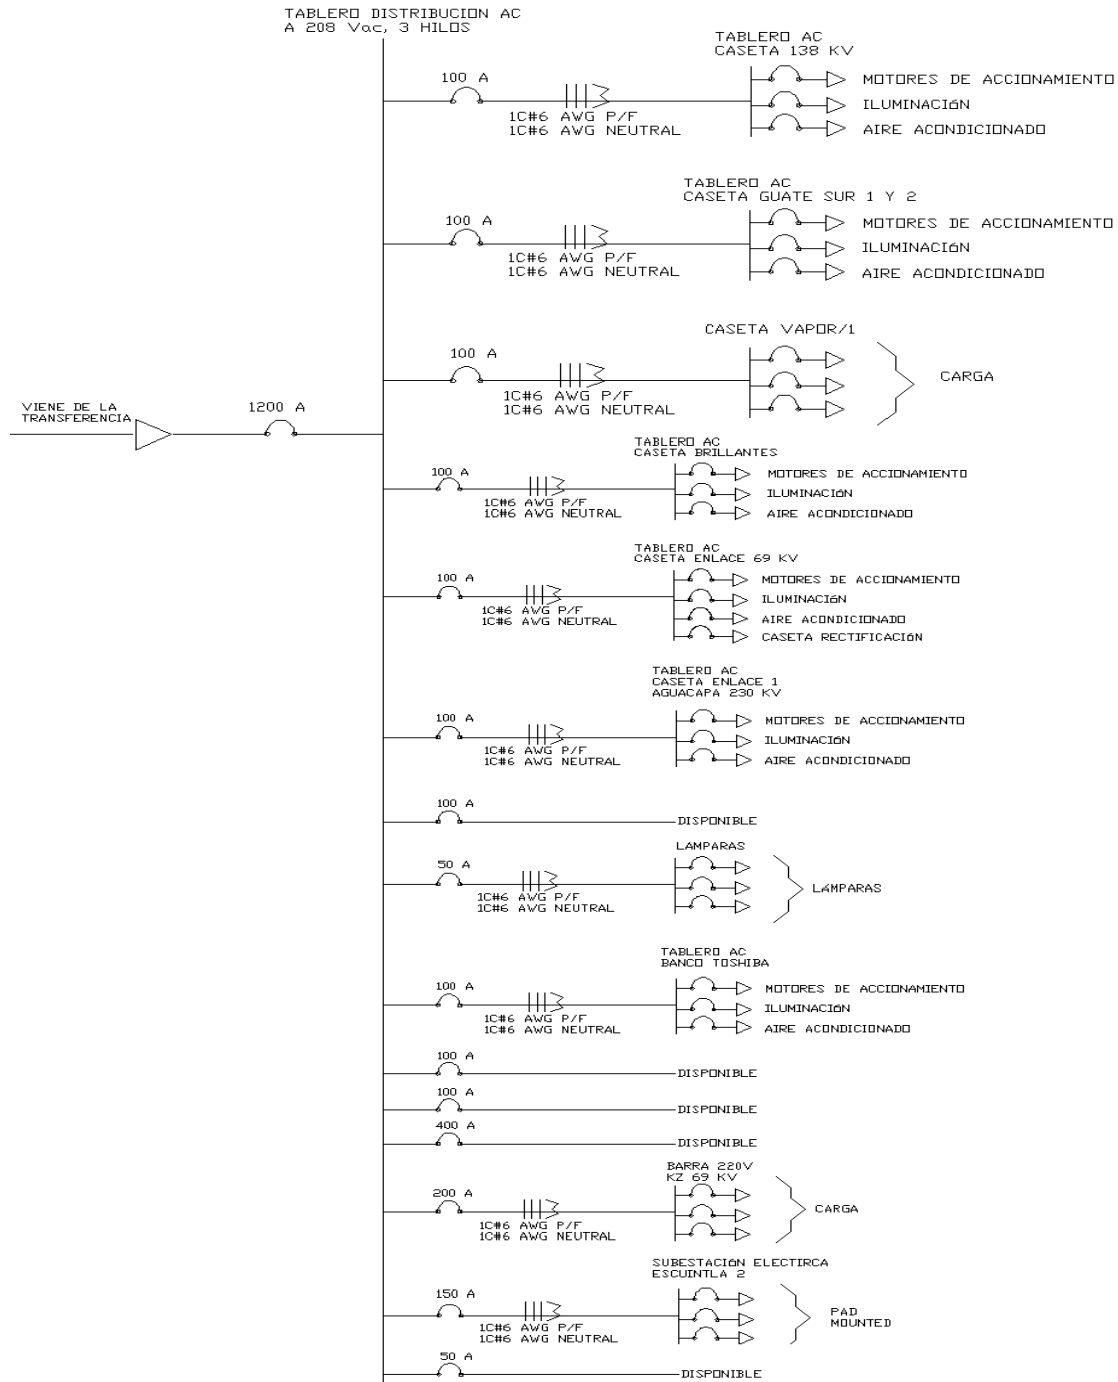 TABLERO DISTRIBUCION AC
A 208 Vac, 3 HILOS
TABLERO AC
CASETA 138 KV
100 A
1C#6 AWG P/F
1C#6 AWG NEUTRAL
MOTORES DE ACCIONAMIENTO
ILUMINACIóN
AIRE ACONDICIONADO
TABLERO AC
CASETA GUATE SUR 1 Y 2
100 A
1C#6 AWG P/F
1C#6 AWG NEUTRAL
MOTORES DE ACCIONAMIENTO
ILUMINACIóN
AIRE ACONDICIONADO
CASETA VAPOR/1
100 A
1C#6 AWG P/F
1C#6 AWG NEUTRAL
CARGA
VIENE DE LA
TRANSFERENCIA
1200 A
TABLERO AC
CASETA BRILLANTES
100 A
1C#6 AWG P/F
1C#6 AWG NEUTRAL
MOTORES DE ACCIONAMIENTO
ILUMINACIóN
AIRE ACONDICIONADO
TABLERO AC
CASETA ENLACE 69 KV
100 A
1C#6 AWG P/F
1C#6 AWG NEUTRAL
MOTORES DE ACCIONAMIENTO
ILUMINACIóN
AIRE ACONDICIONADO
CASETA RECTIFICACIóN
TABLERO AC
CASETA ENLACE 1
AGUACAPA 230 KV
100 A
1C#6 AWG P/F
1C#6 AWG NEUTRAL
MOTORES DE ACCIONAMIENTO
ILUMINACIóN
AIRE ACONDICIONADO
100 A
DISPONIBLE
LAMPARAS
50 A
1C#6 AWG P/F
1C#6 AWG NEUTRAL
LáMPARAS
TABLERO AC
BANCO TOSHIBA
100 A
1C#6 AWG P/F
1C#6 AWG NEUTRAL
MOTORES DE ACCIONAMIENTO
ILUMINACIóN
AIRE ACONDICIONADO
100 A
DISPONIBLE
100 A
DISPONIBLE
400 A
DISPONIBLE
BARRA 220V
KZ 69 KV
200 A
1C#6 AWG P/F
1C#6 AWG NEUTRAL
CARGA
SUBESTACIóN ELECTIRCA
ESCUINTLA 2
150 A
1C#6 AWG P/F
1C#6 AWG NEUTRAL
PAD
MOUNTED
50 A
DISPONIBLE